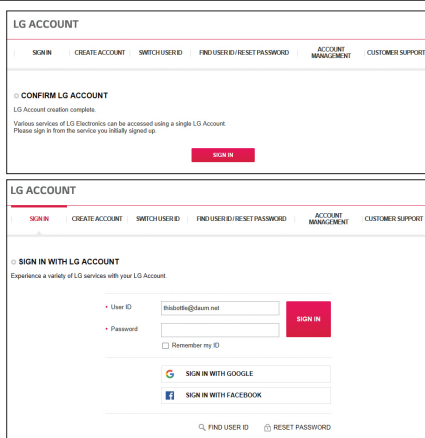 LG ACCOUNT
SIGN IN
CREATE ACCOUNT
SWITCH USER ID
FIND USER ID / RESET PASSWORD
ACCOUNT
MANAGEMENT
CUSTOMER SUPPORT
CONFIRM LG ACCOUNT
LG Account creation complete.
Various services of LG Electronics can be accessed using a single LG Account.
Please sign in from the service you initially signed up.
SIGN IN
LG ACCOUNT
SIGN IN
CREATE ACCOUNT
SWITCH USER ID
FIND USER ID / RESET PASSWORD
ACCOUNT
MANAGEMENT
CUSTOMER SUPPORT
SIGN IN WITH LG ACCOUNT
Experience a variety of LG services with your LG Account.
User ID
thisbottle@daum.net
SIGN IN
Password
Remember my ID
G SIGN IN WITH GOOGLE
f SIGN IN WITH FACEBOOK
FIND USER ID
RESET PASSWORD